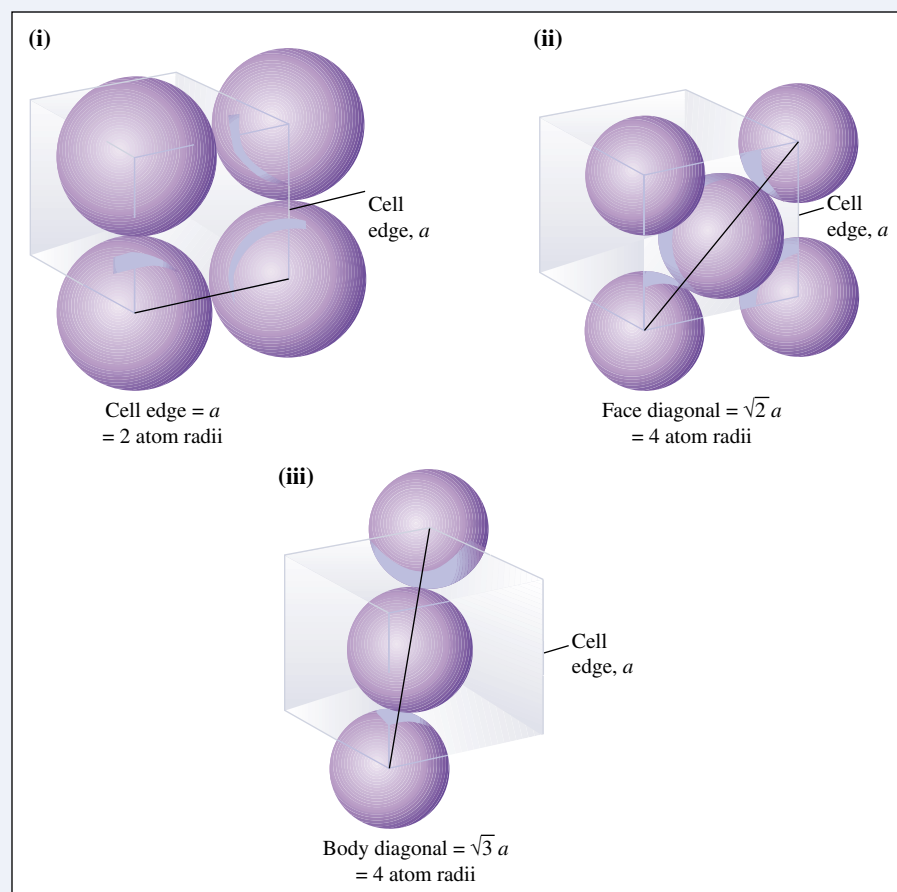 (i)
Cell
edge, a
Cell edge = a
= 2 atom radii
(ii)
Cell
edge, a
Face diagonal = √2 a
= 4 atom radii
(iii)
Cell
edge, a
Body diagonal = √3 a
= 4 atom radii